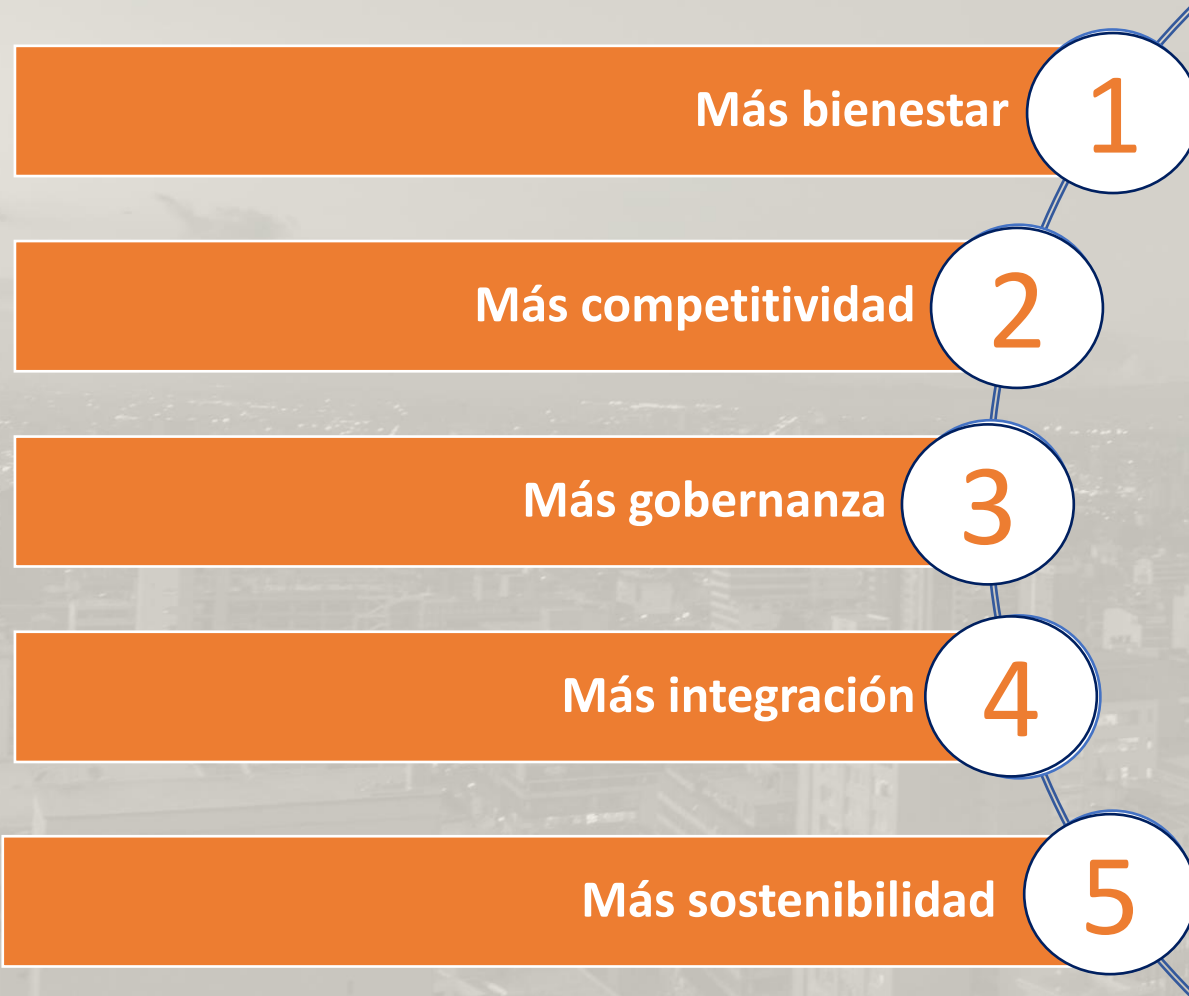 Más bienestar 1
Más competitividad 2
Más gobernanza 3
Más integración 4
Más sostenibilidad 5